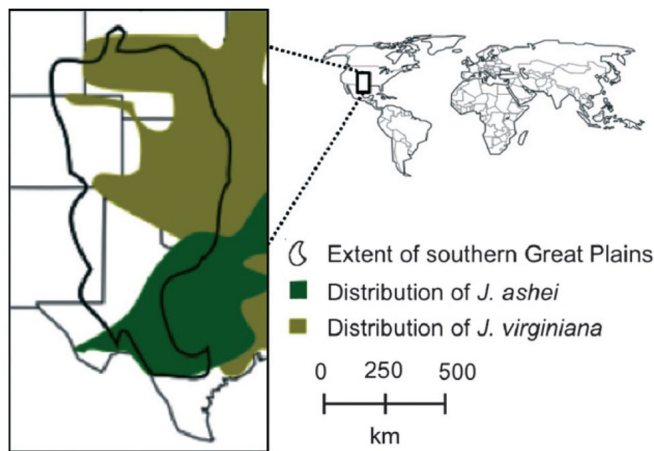 Extent of southern Great Plains
Distribution of J. ashei
Distribution of J. virginiana
0 250 500
km